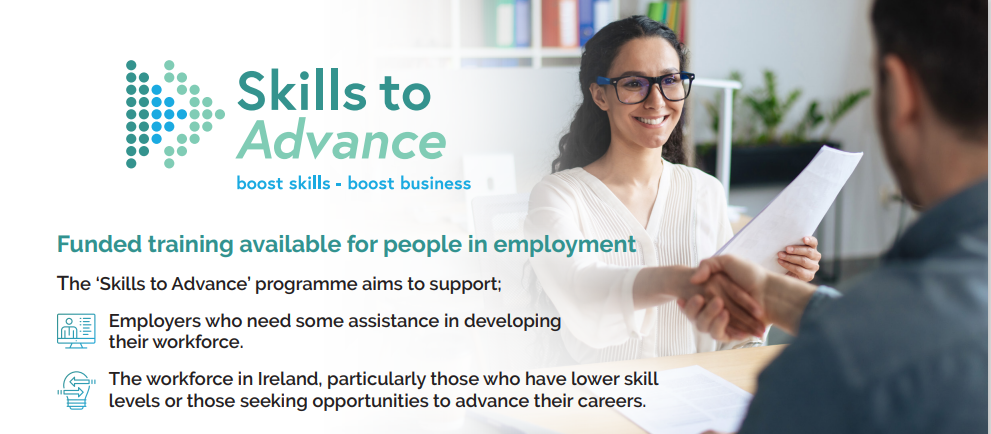 Skills to
Advance
boost skills - boost business
Funded training available for people in employment
The ‘Skills to Advance’ programme aims to support;
Employers who need some assistance in developing
their workforce.
The workforce in Ireland, particularly those who have lower skill
levels or those seeking opportunities to advance their careers.